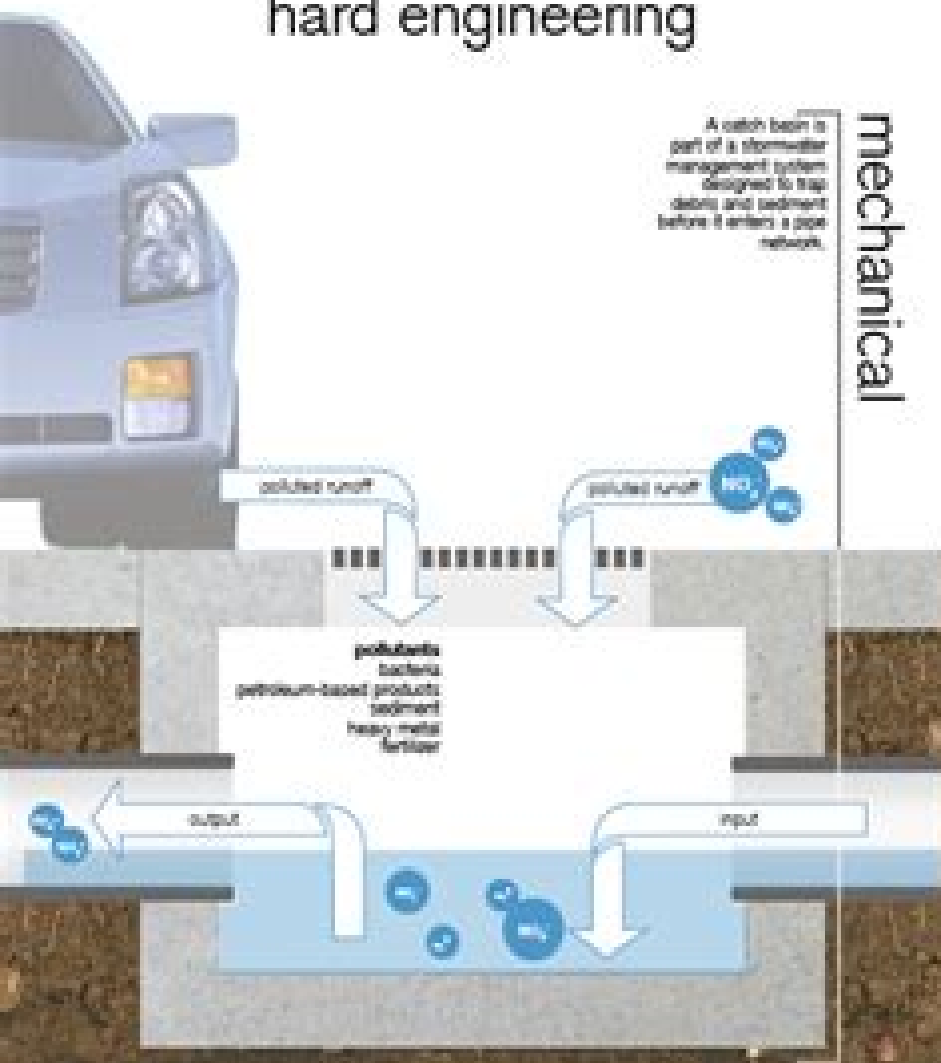 hard engineering
mechanical
A catch basin is
part of a stormwater
management system
designed to trap
debris and sediment
before it enters a pipe
network.
polluted runoff
polluted runoff
NO
pollutants
bacteria
petroleum-based products
sediment
heavy metal
fertilizer
output
input